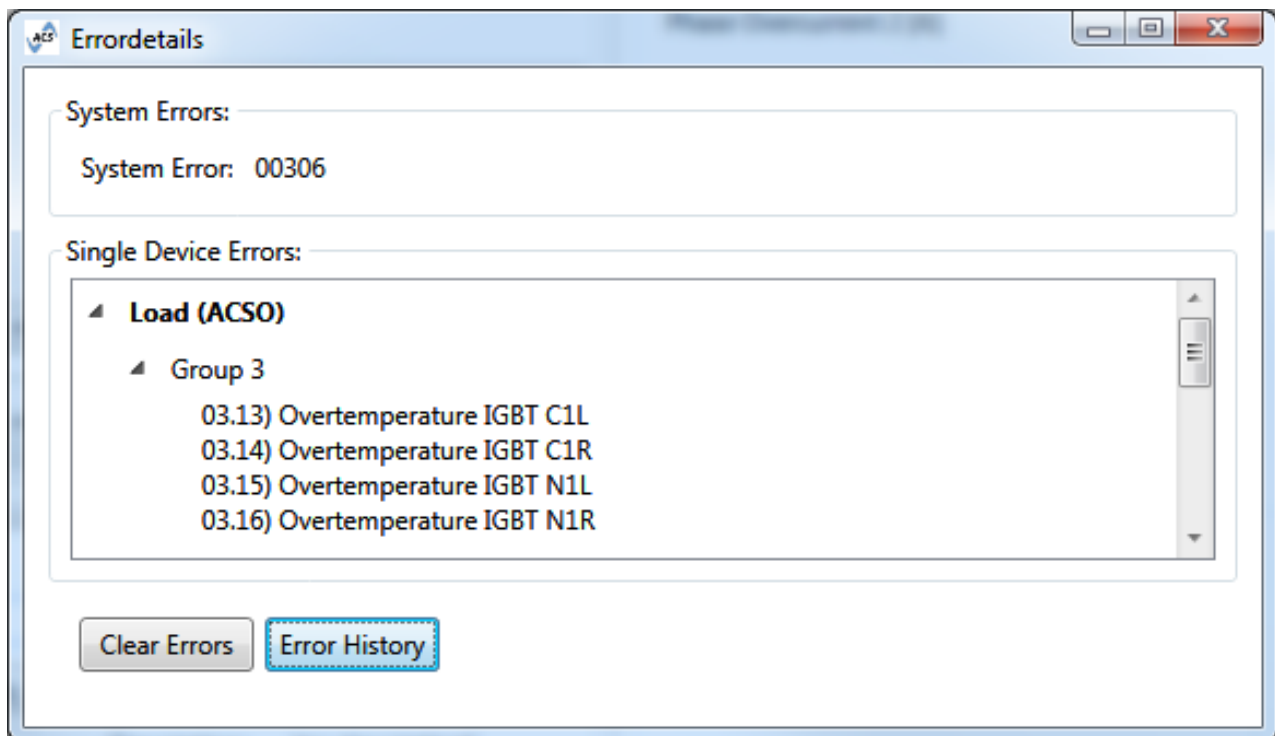 ACS Errordetails
System Errors:
System Error: 00306
Single Device Errors:
Load (ACSO)
Group 3
03.13) Overtemperature IGBT C1L
03.14) Overtemperature IGBT C1R
03.15) Overtemperature IGBT N1L
03.16) Overtemperature IGBT N1R
Clear Errors Error History